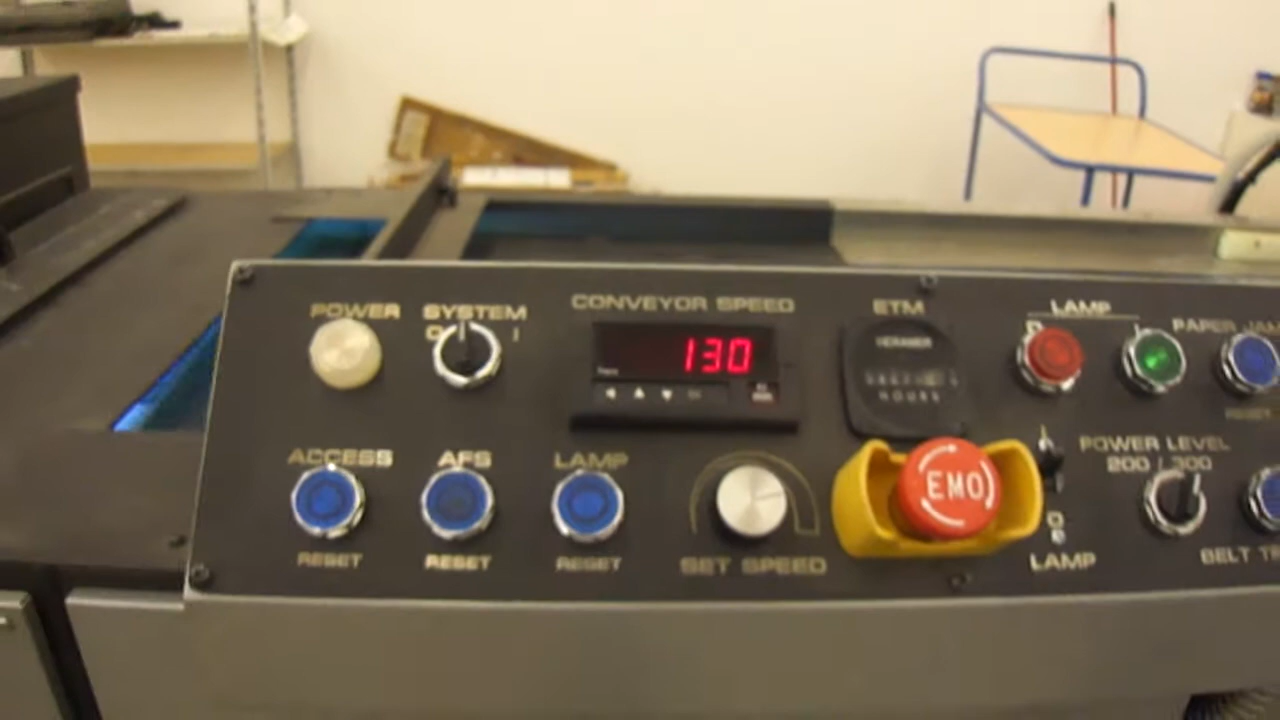 POWER
SYSTEM
O I
CONVEYOR SPEED
130
ETM
HOURS
LAMP
O I
PAPER JAM
RESET
ACCESS
RESET
AFS
RESET
LAMP
RESET
SET SPEED
EMO
LAMP
POWER LEVEL
200 / 300
BELT